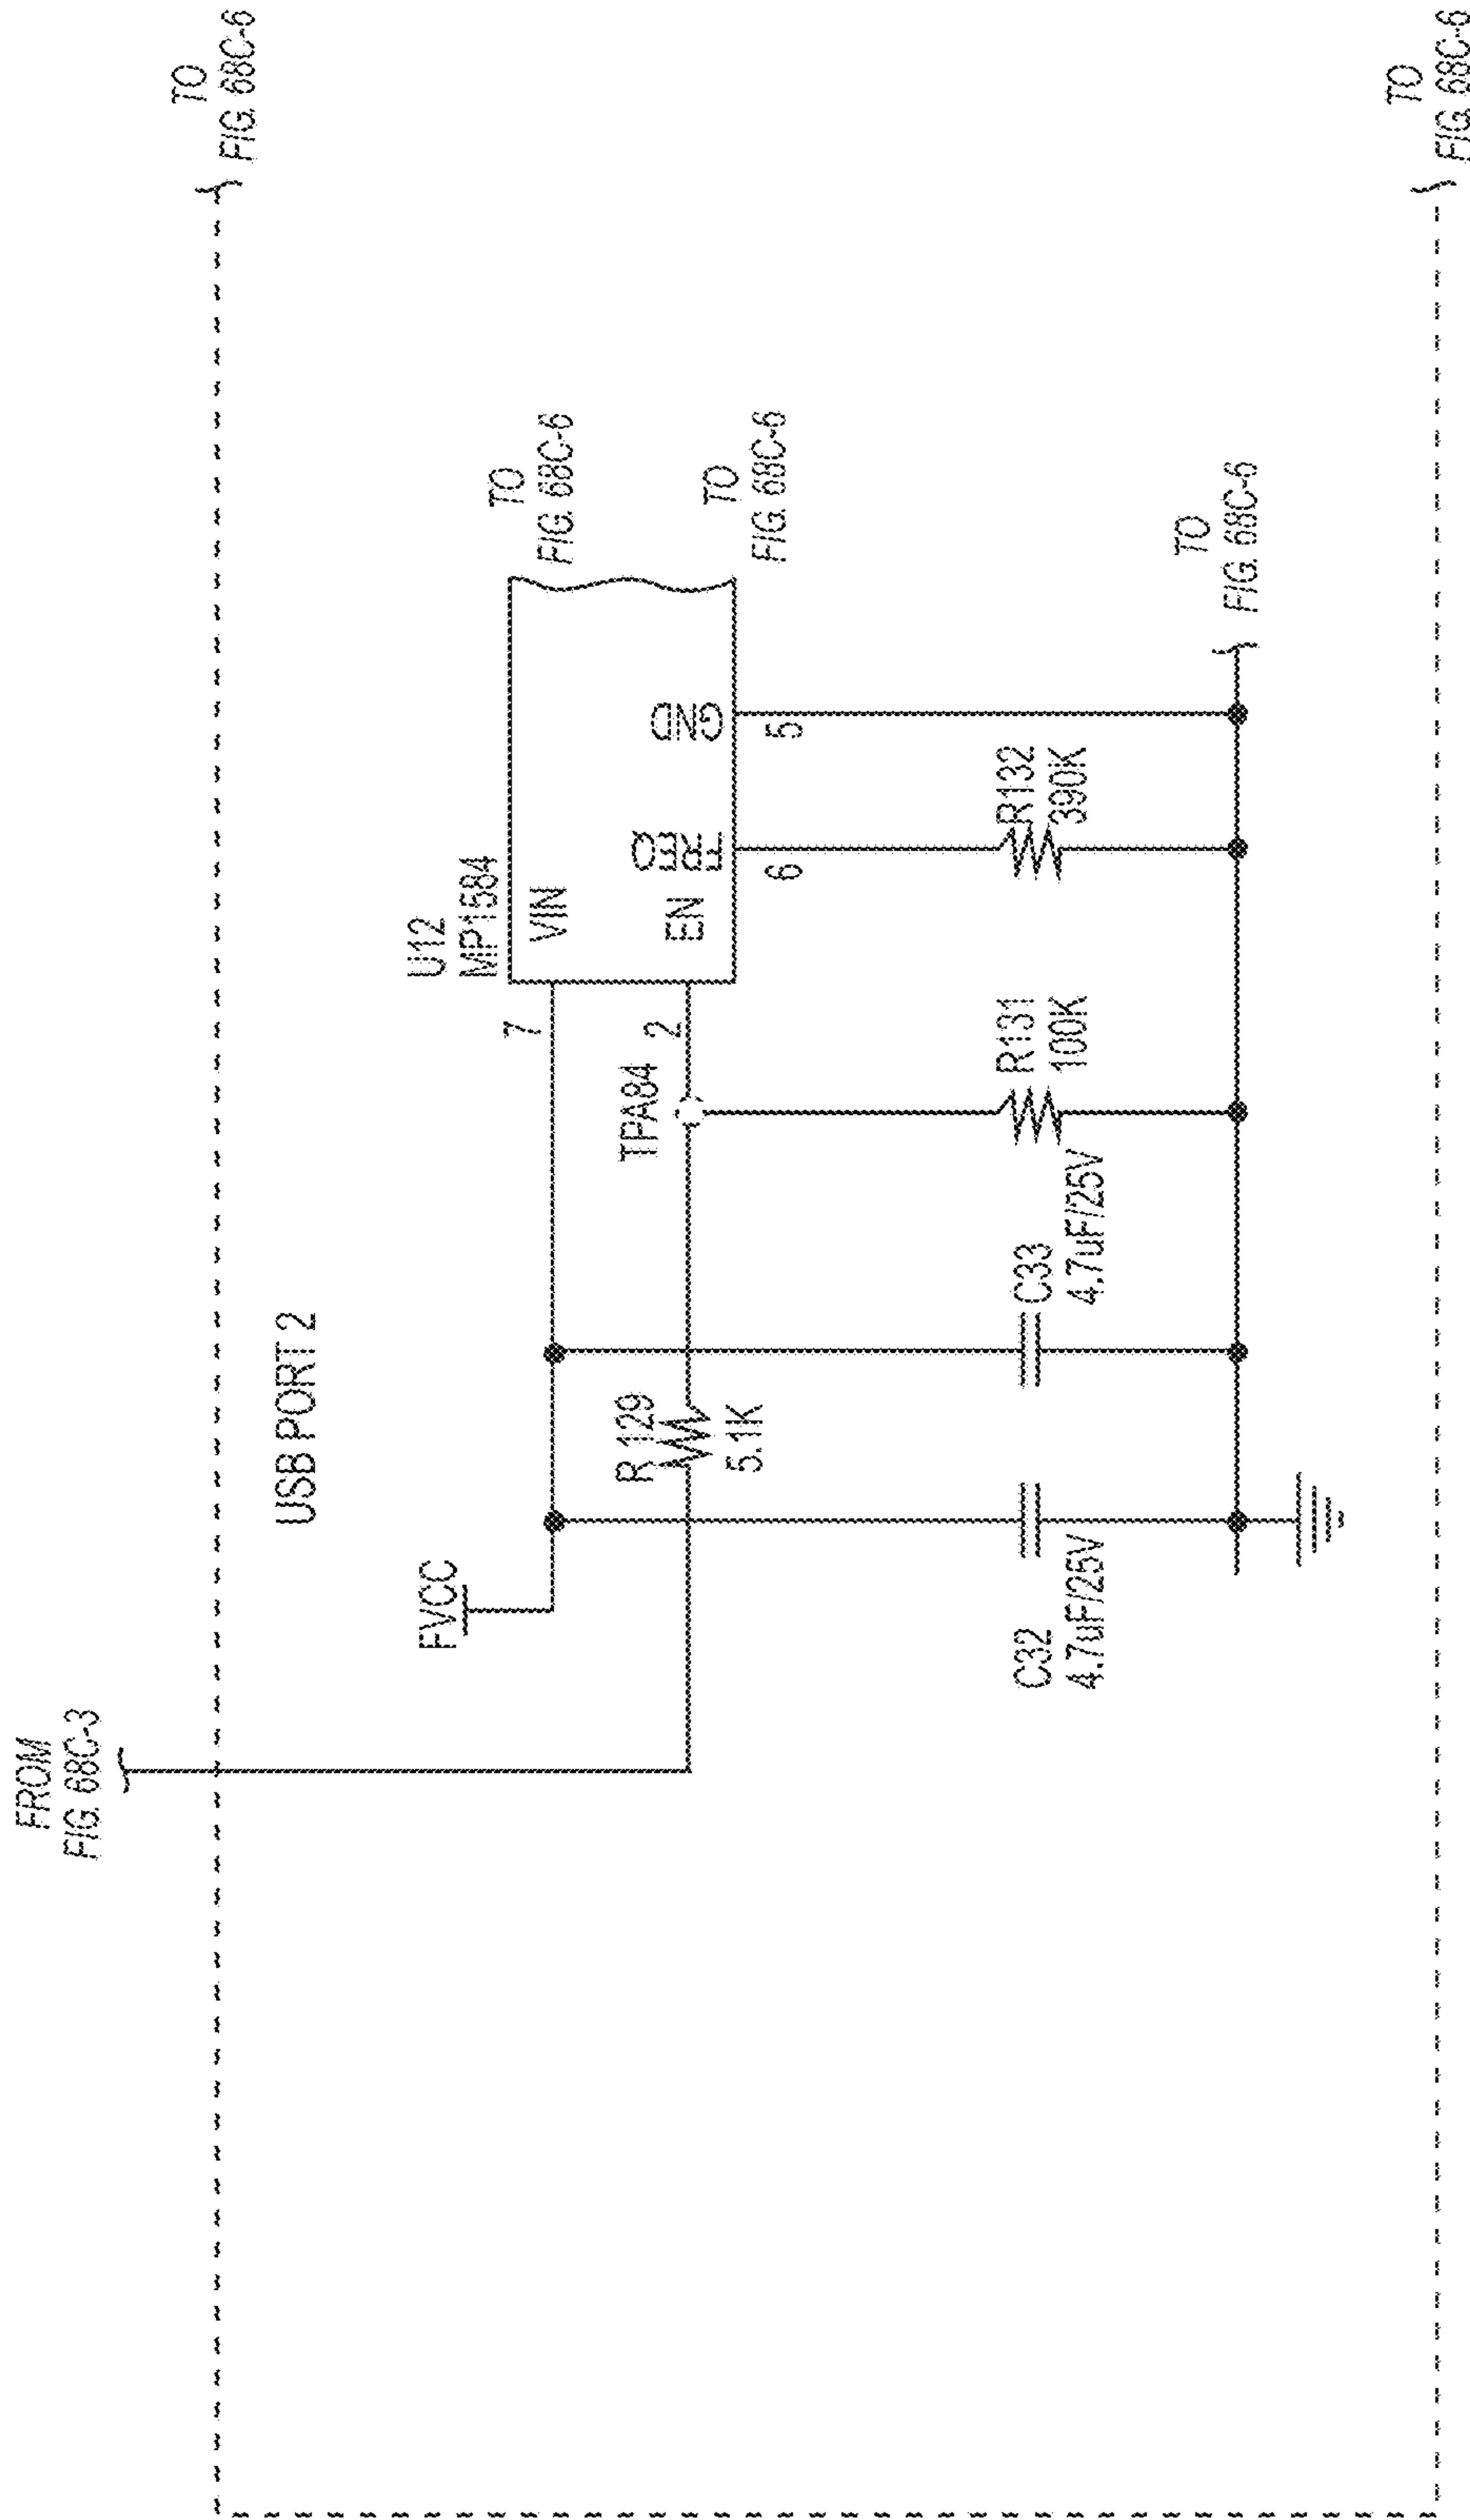 FROM
FIG. 68C-3
TO
FIG. 68C-6
USB PORT 2
FVCC
U12
MP1584
7
VIN
TO
FIG. 68C-6
R 129
5.1K
TPA84
2
EN
FREQ
GND
TO
FIG. 68C-6
6
5
C32
4.7uF/25V
C33
4.7uF/25V
R131
100K
R132
390K
TO
FIG. 68C-6
TO
FIG. 68C-6